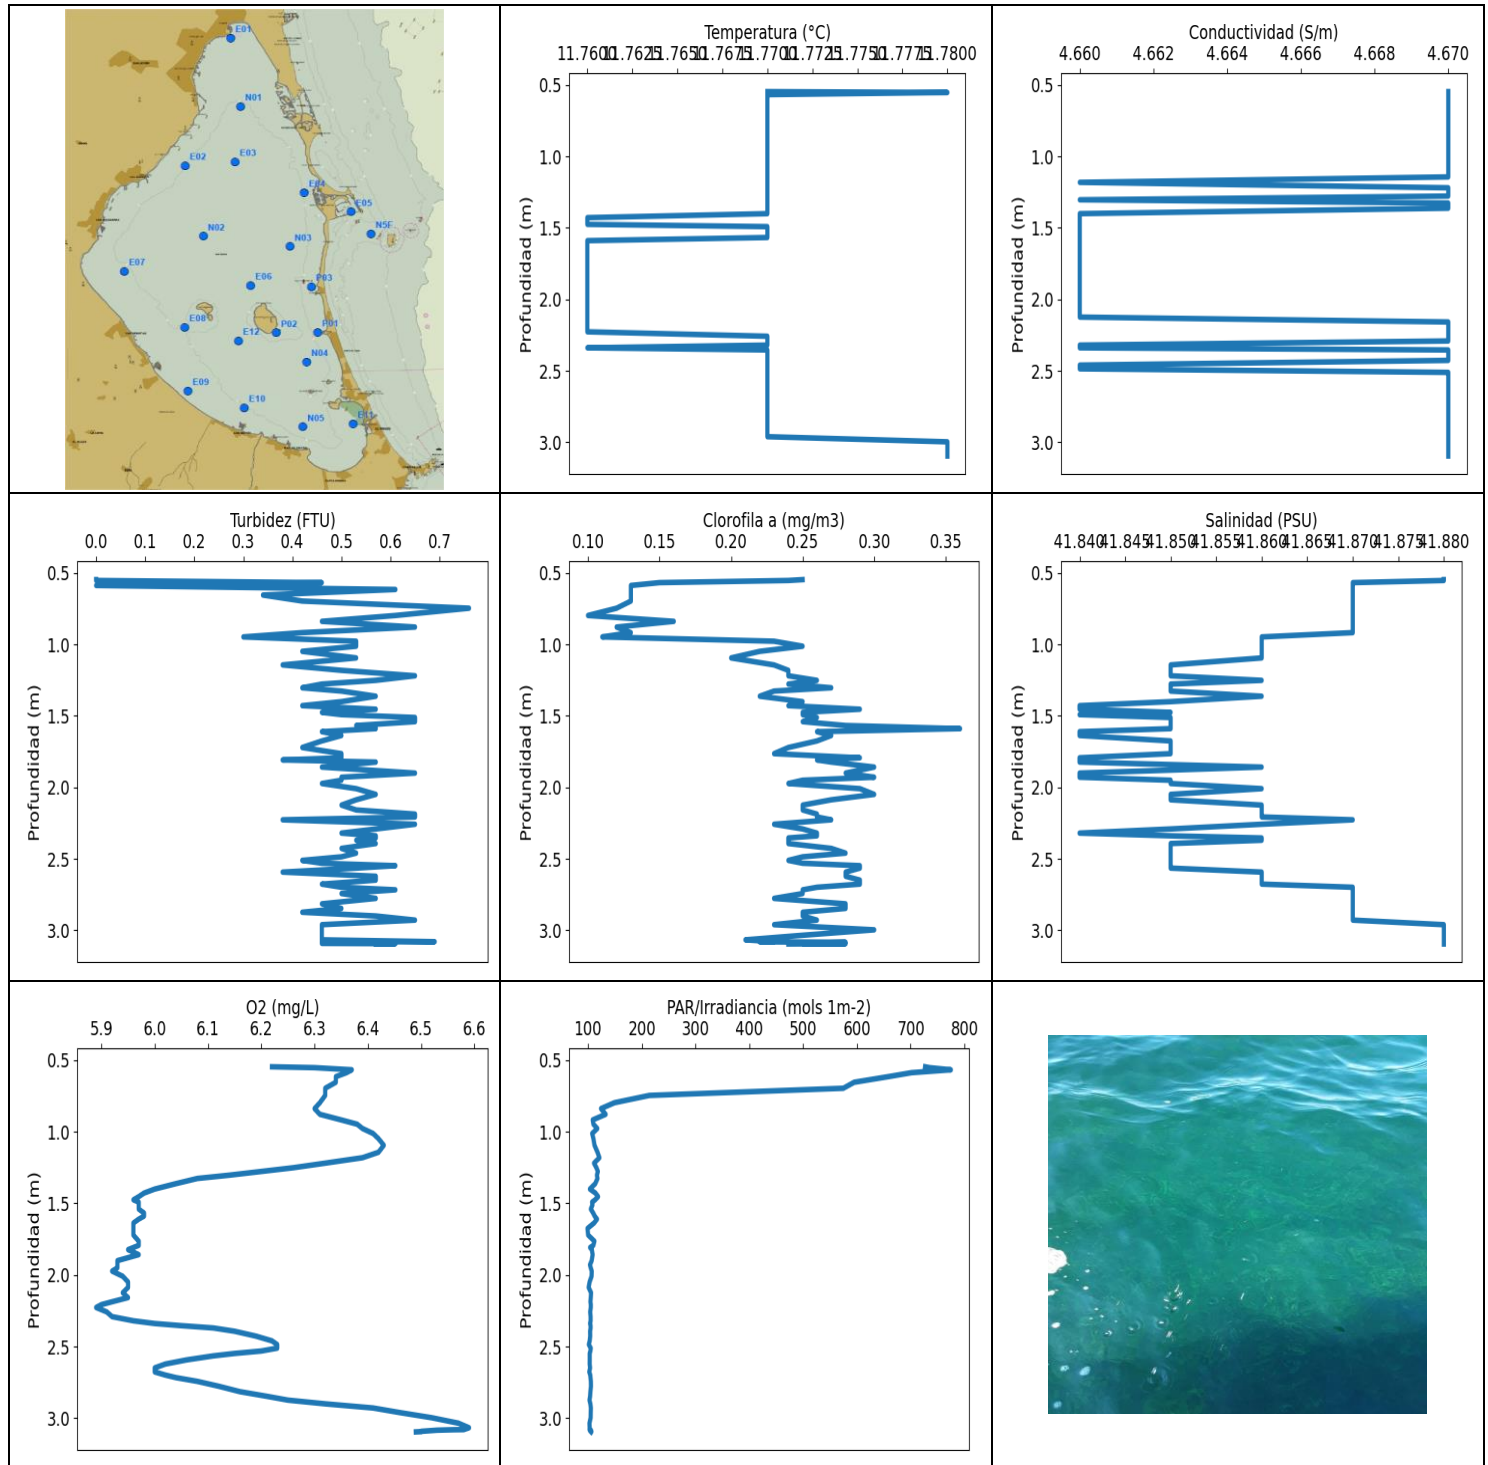 E01
N01
E02
E03
E04
E05
N5F
N02
N03
E07
E06
P03
E08
E12
P02
P01
N04
E09
E10
N05
E11
Temperatura (°C)
11.7600 11.7625 11.7650 11.7675 11.7700 11.7725 11.7750 11.7775 11.7800
0.5
1.0
1.5
2.0
2.5
3.0
Profundidad (m)
Conductividad (S/m)
4.660 4.662 4.664 4.666 4.668 4.670
0.5
1.0
1.5
2.0
2.5
3.0
Profundidad (m)
Turbidez (FTU)
0.0 0.1 0.2 0.3 0.4 0.5 0.6 0.7
0.5
1.0
1.5
2.0
2.5
3.0
Profundidad (m)
Clorofila a (mg/m3)
0.10 0.15 0.20 0.25 0.30 0.35
0.5
1.0
1.5
2.0
2.5
3.0
Profundidad (m)
Salinidad (PSU)
41.840 41.845 41.850 41.855 41.860 41.865 41.870 41.875 41.880
0.5
1.0
1.5
2.0
2.5
3.0
Profundidad (m)
O2 (mg/L)
5.9 6.0 6.1 6.2 6.3 6.4 6.5 6.6
0.5
1.0
1.5
2.0
2.5
3.0
Profundidad (m)
PAR/Irradiancia (mols 1m-2)
100 200 300 400 500 600 700 800
0.5
1.0
1.5
2.0
2.5
3.0
Profundidad (m)